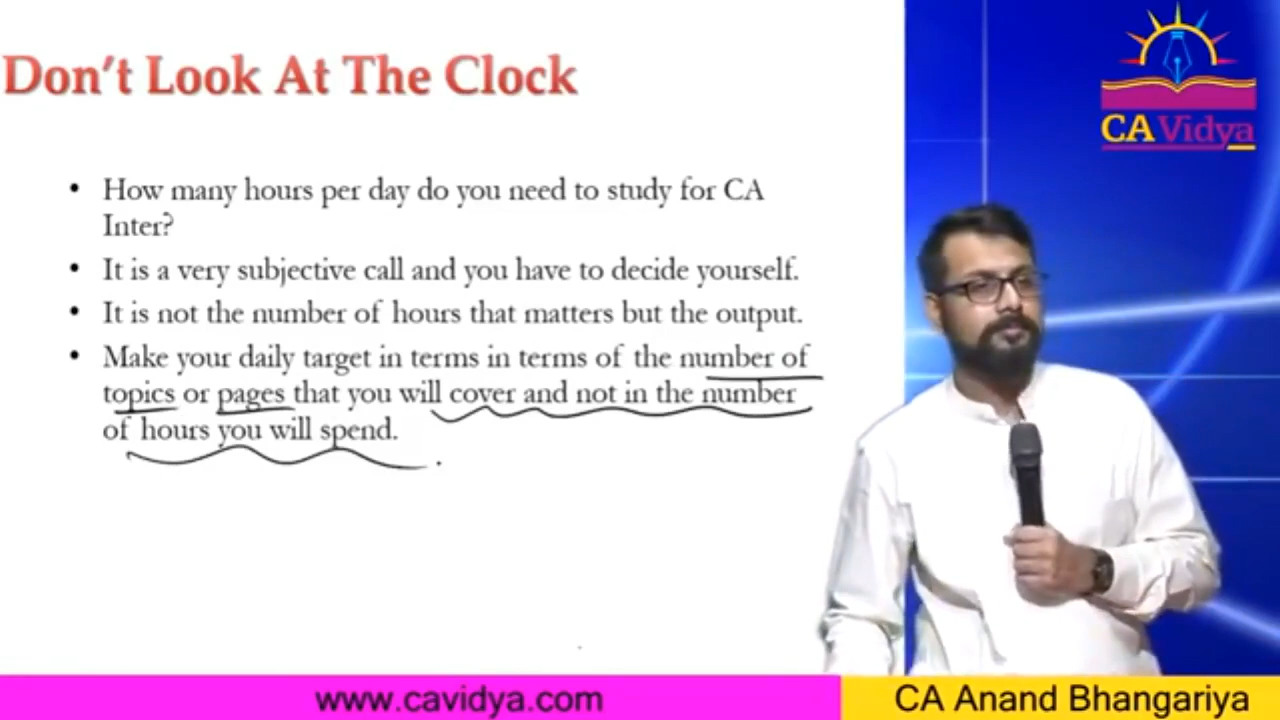 Don't Look At The Clock
CA Vidya
• How many hours per day do you need to study for CA
Inter?
• It is a very subjective call and you have to decide yourself.
• It is not the number of hours that matters but the output.
• Make your daily target in terms in terms of the number of
topics or pages that you will cover and not in the number
of hours you will spend.
www.cavidya.com
CA Anand Bhangariya